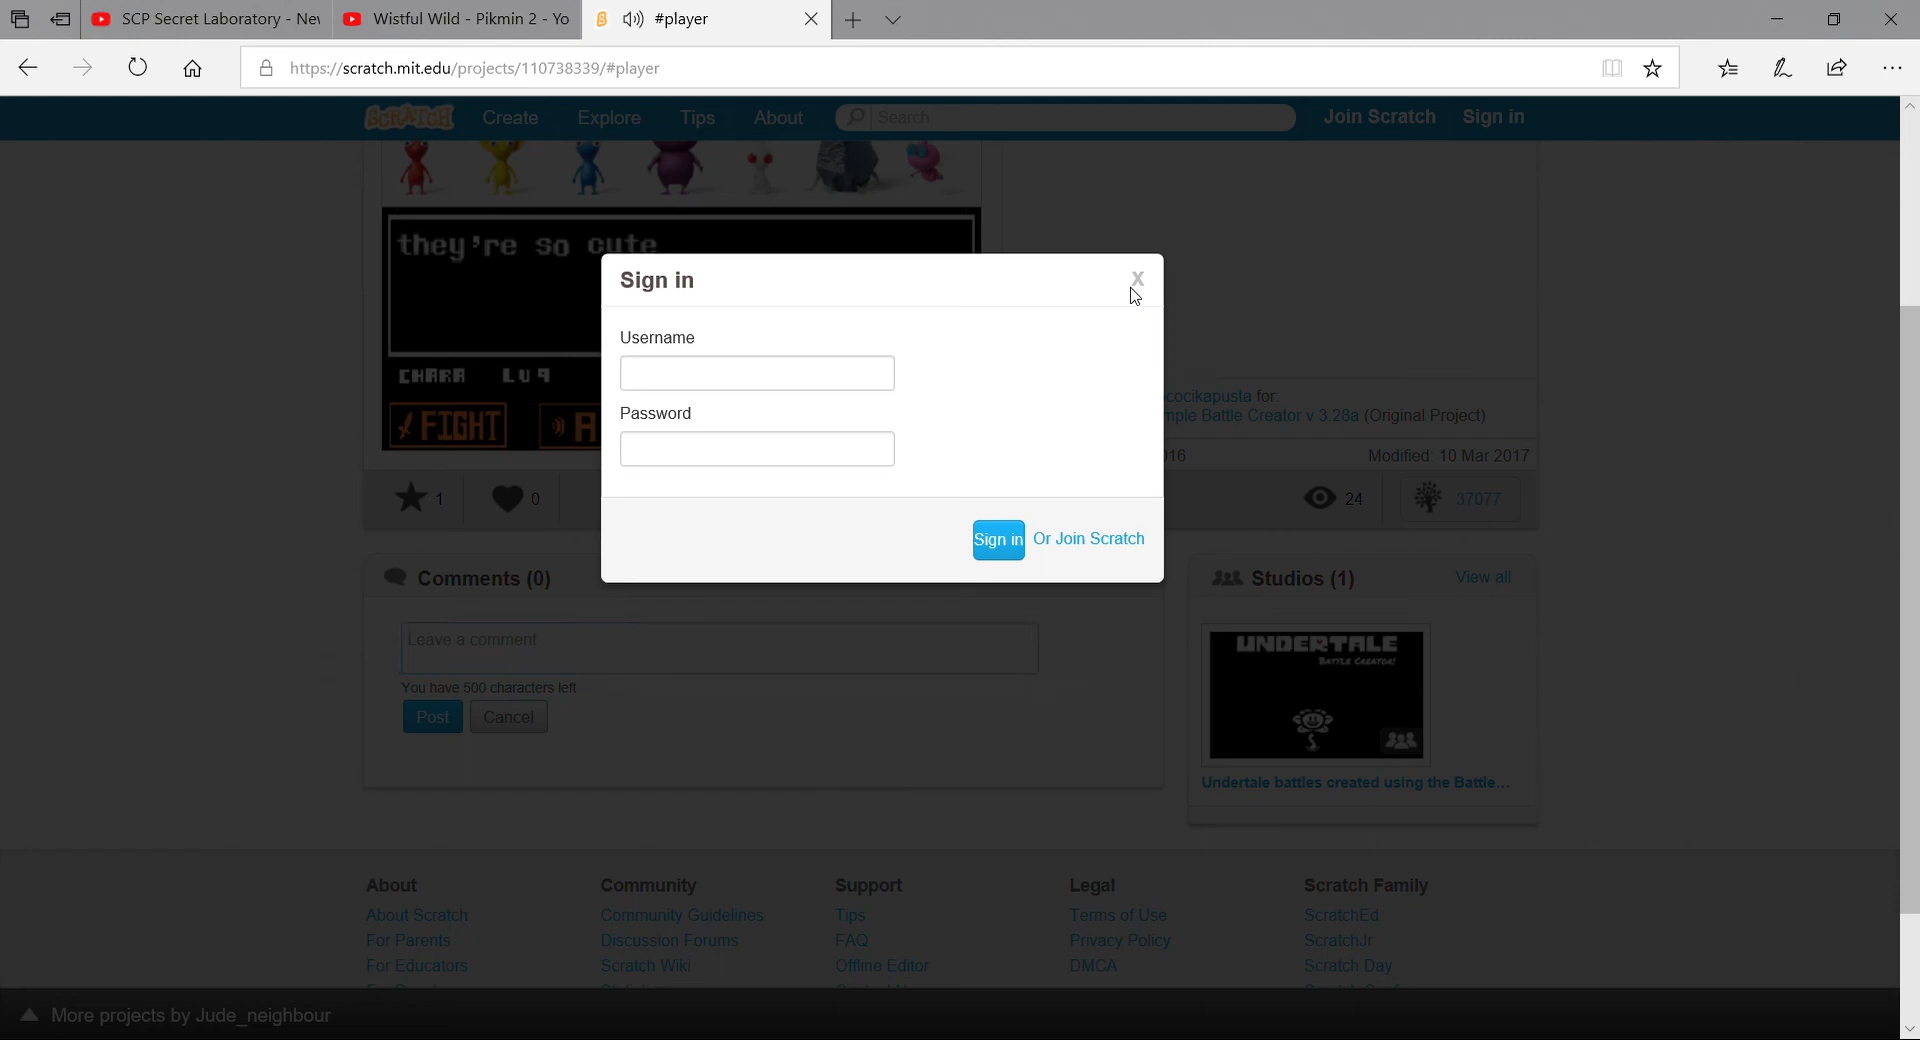 SCP Secret Laboratory - Nev
Wistful Wild - Pikmin 2 - Yo
#player
https://scratch.mit.edu/projects/110738339/#player
SCRATCH
Create
Explore
Tips
About
Search
Join Scratch
Sign in
they're so cute
CHARA LU 9
FIGHT
A
Sign in
X
Username
Password
Sign in
Or Join Scratch
cocikapusta for:
mple Battle Creator v 3.28a (Original Project)
16
Modified: 10 Mar 2017
1
0
24
37077
Comments (0)
Leave a comment
You have 500 characters left
Post
Cancel
Studios (1)
View all
UNDERTALE
BATTLE CREATOR!
Undertale battles created using the Battle...
About
Community
Support
Legal
Scratch Family
About Scratch
Community Guidelines
Tips
Terms of Use
ScratchEd
For Parents
Discussion Forums
FAQ
Privacy Policy
ScratchJr
For Educators
Scratch Wiki
Offline Editor
DMCA
Scratch Day
More projects by Jude_neighbour